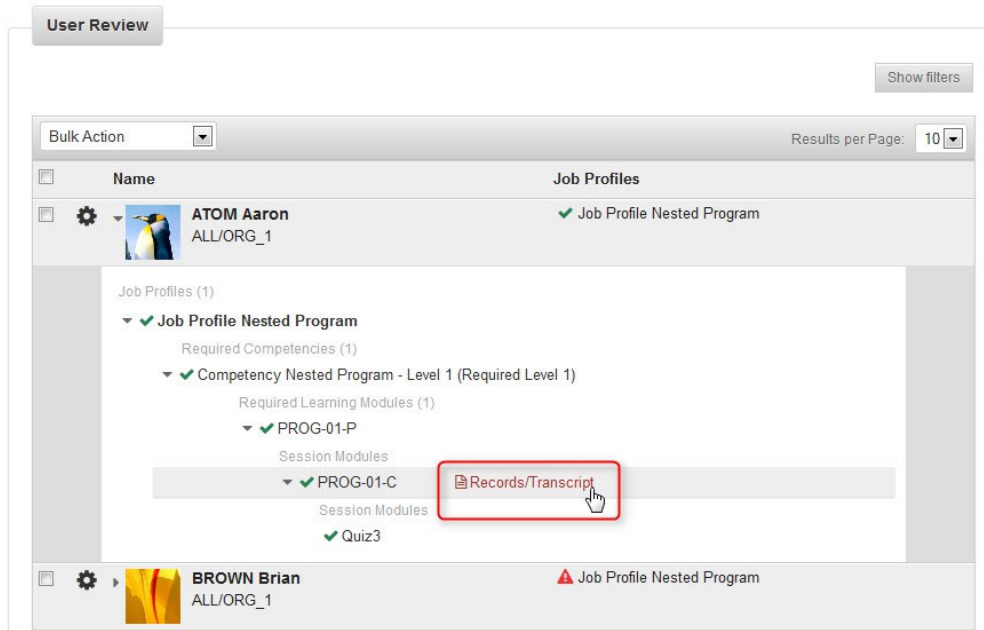 User Review
Show filters
Bulk Action
Results per Page: 10
Name Job Profiles
ATOM Aaron Job Profile Nested Program
ALL/ORG_1
Job Profiles (1)
Job Profile Nested Program
Required Competencies (1)
Competency Nested Program - Level 1 (Required Level 1)
Required Learning Modules (1)
PROG-01-P
Session Modules
PROG-01-C Records/Transcript
Session Modules
Quiz3
BROWN Brian Job Profile Nested Program
ALL/ORG_1